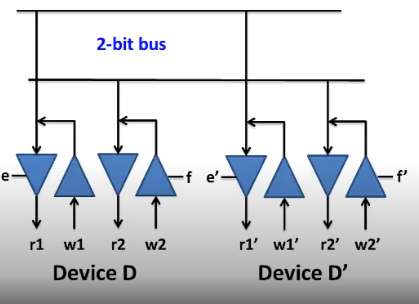 2-bit bus
e f e’ f’
r1 w1 r2 w2 r1’ w1’ r2’ w2’
Device D Device D’